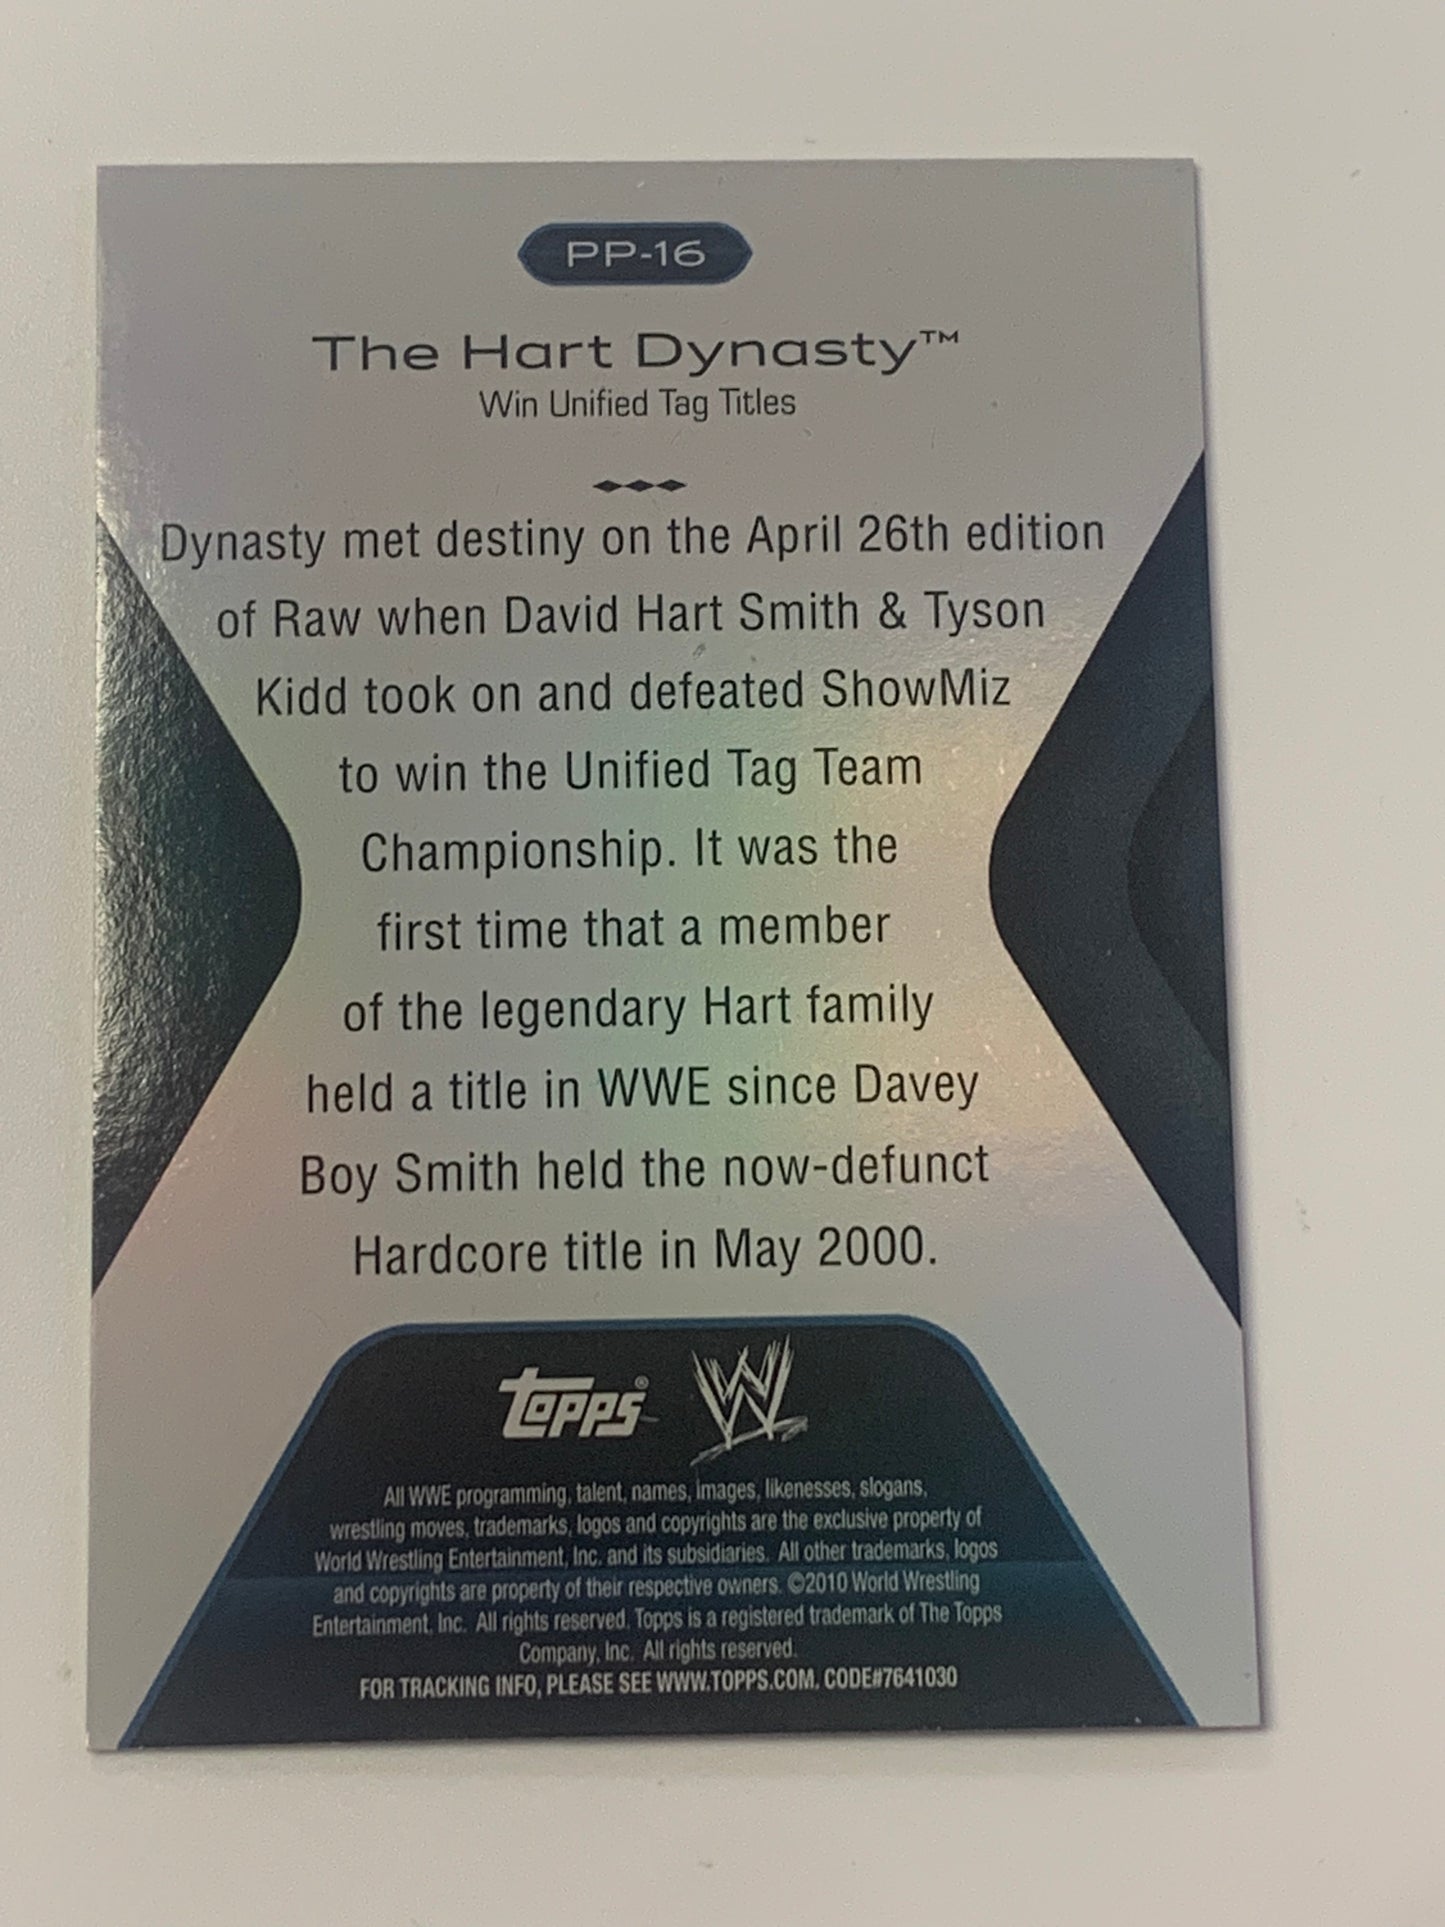 PP-16
The Hart Dynasty™
Win Unified Tag Titles
Dynasty met destiny on the April 26th edition
of Raw when David Hart Smith & Tyson
Kidd took on and defeated ShowMiz
to win the Unified Tag Team
Championship. It was the
first time that a member
of the legendary Hart family
held a title in WWE since Davey
Boy Smith held the now-defunct
Hardcore title in May 2000.
Topps® W
All WWE programming, talent, names, images, likenesses, slogans,
wrestling moves, trademarks, logos and copyrights are the exclusive property of
World Wrestling Entertainment, Inc. and its subsidiaries. All other trademarks, logos
and copyrights are property of their respective owners. ©2010 World Wrestling
Entertainment, Inc. All rights reserved. Topps is a registered trademark of The Topps
Company, Inc. All rights reserved.
FOR TRACKING INFO, PLEASE SEE WWW.TOPPS.COM. CODE#7641030